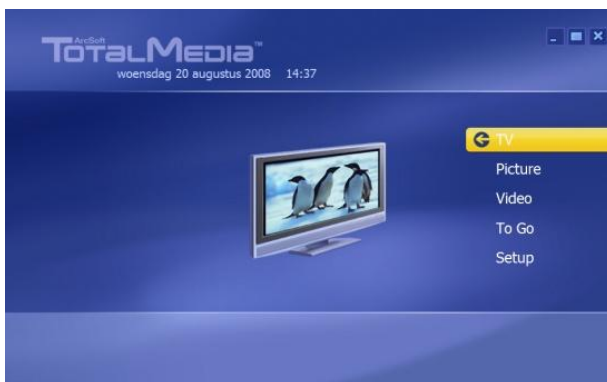 ArcSoft
TotalMedia™
woensdag 20 augustus 2008 14:37
TV
Picture
Video
To Go
Setup